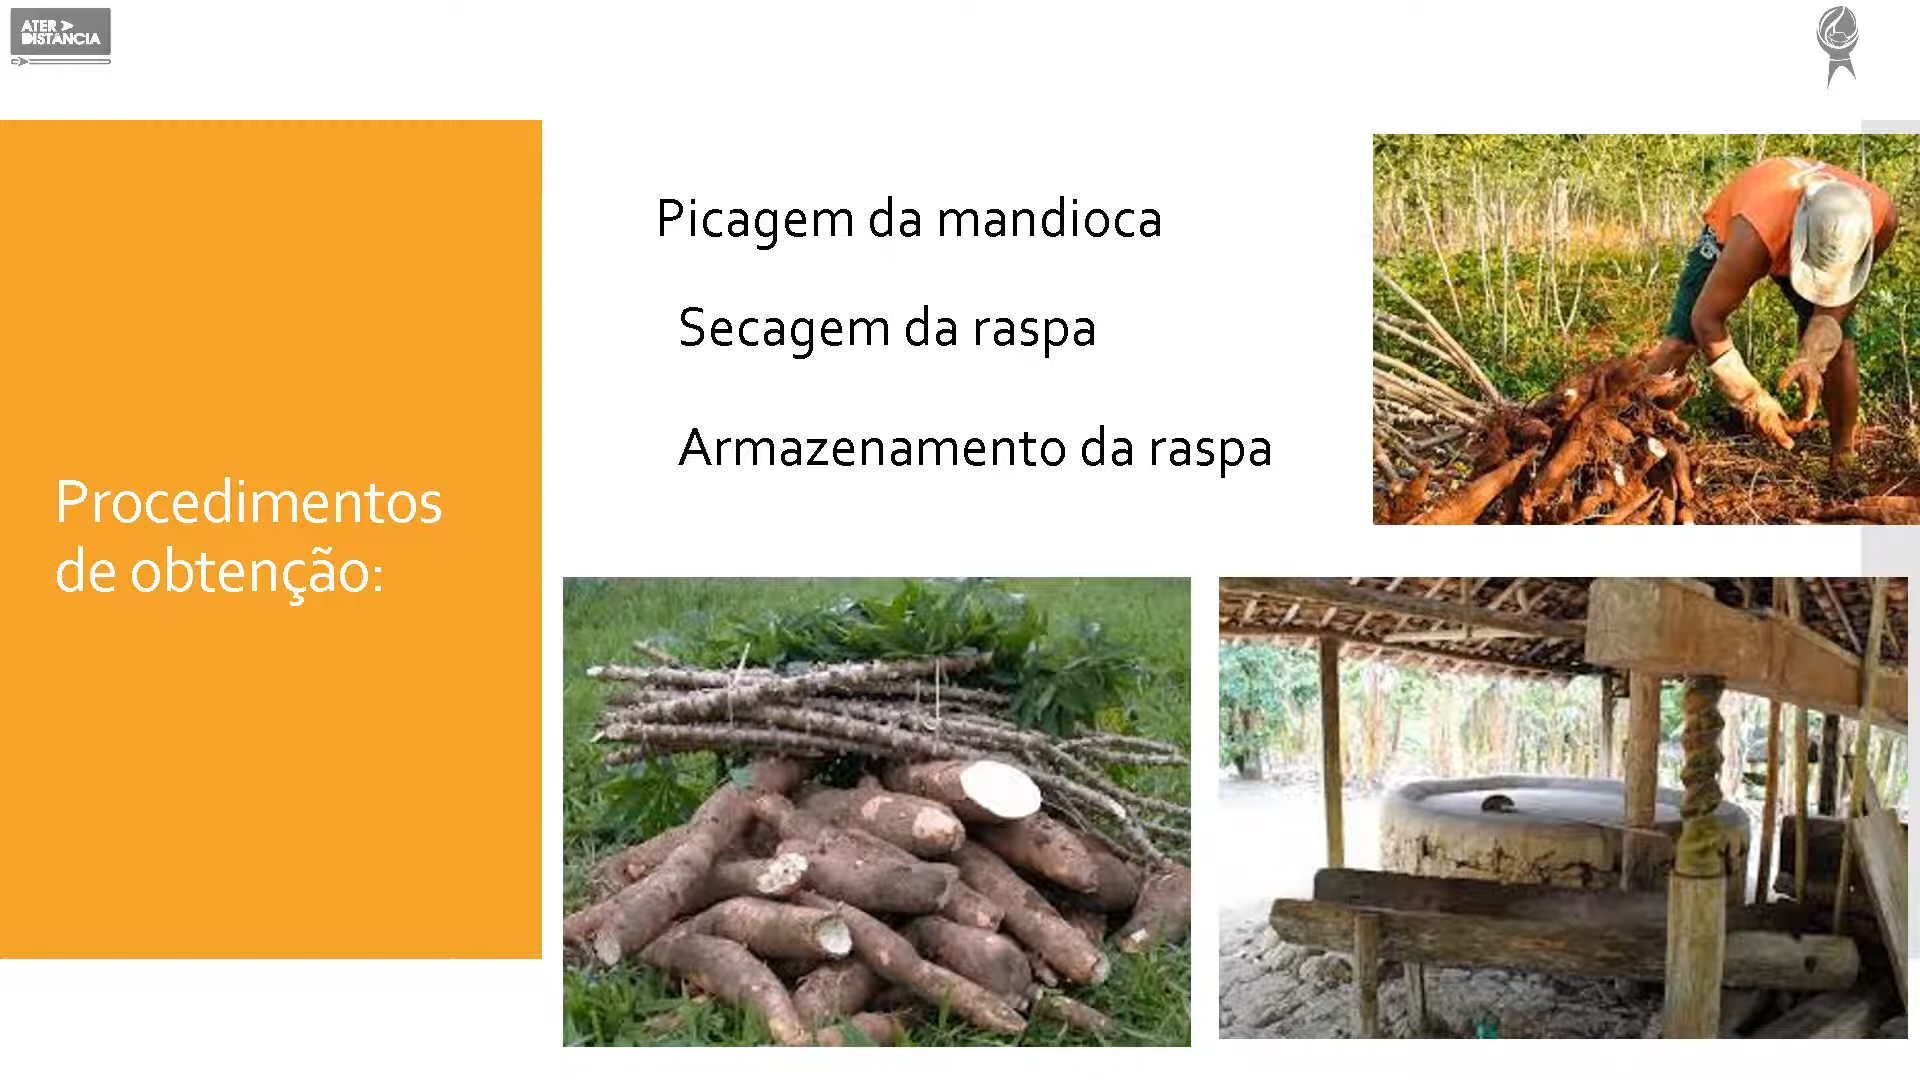 ATER
DISTÂNCIA
Picagem da mandioca
Secagem da raspa
Armazenamento da raspa
Procedimentos
de obtenção: